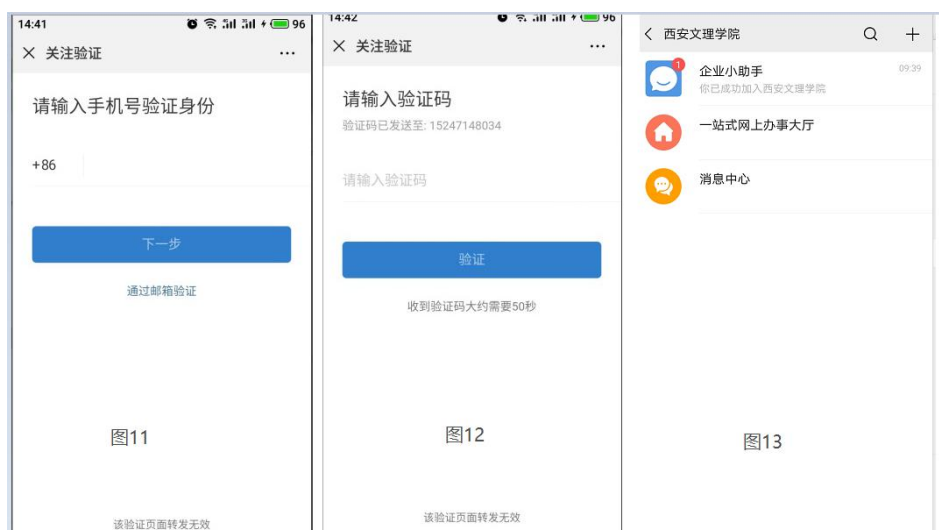 14:41
96
关注验证
请输入手机号验证身份
+86
下一步
通过邮箱验证
图11
该验证页面转发无效
14:42
96
关注验证
请输入验证码
验证码已发送至: 15247148034
请输入验证码
验证
收到验证码大约需要50秒
图12
该验证页面转发无效
西安文理学院
1
企业小助手
09:39
你已成功加入西安文理学院
一站式网上办事大厅
消息中心
图13